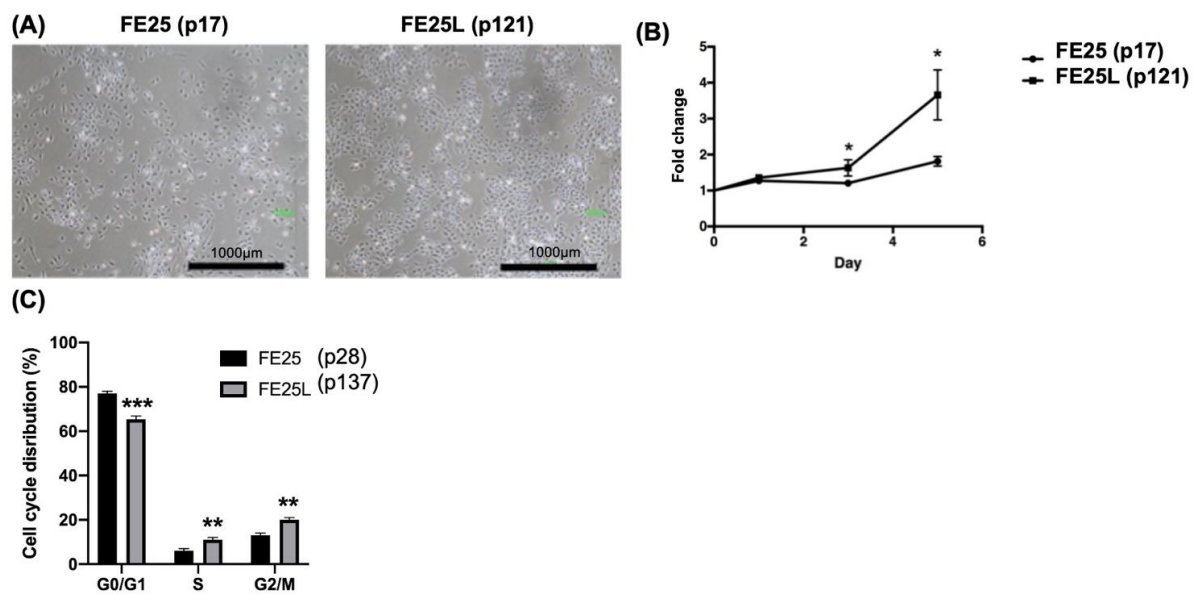 (A)
FE25 (p17)
FE25L (p121)
1000μm
1000μm
(B)
5
4
3
2
1
0
0
2
4
6
*
*
Fold change
Day
FE25 (p17)
FE25L (p121)
(C)
100
80
60
40
20
0
Cell cycle disribution (%)
FE25 (p28)
FE25L (p137)
***
**
**
G0/G1
S
G2/M